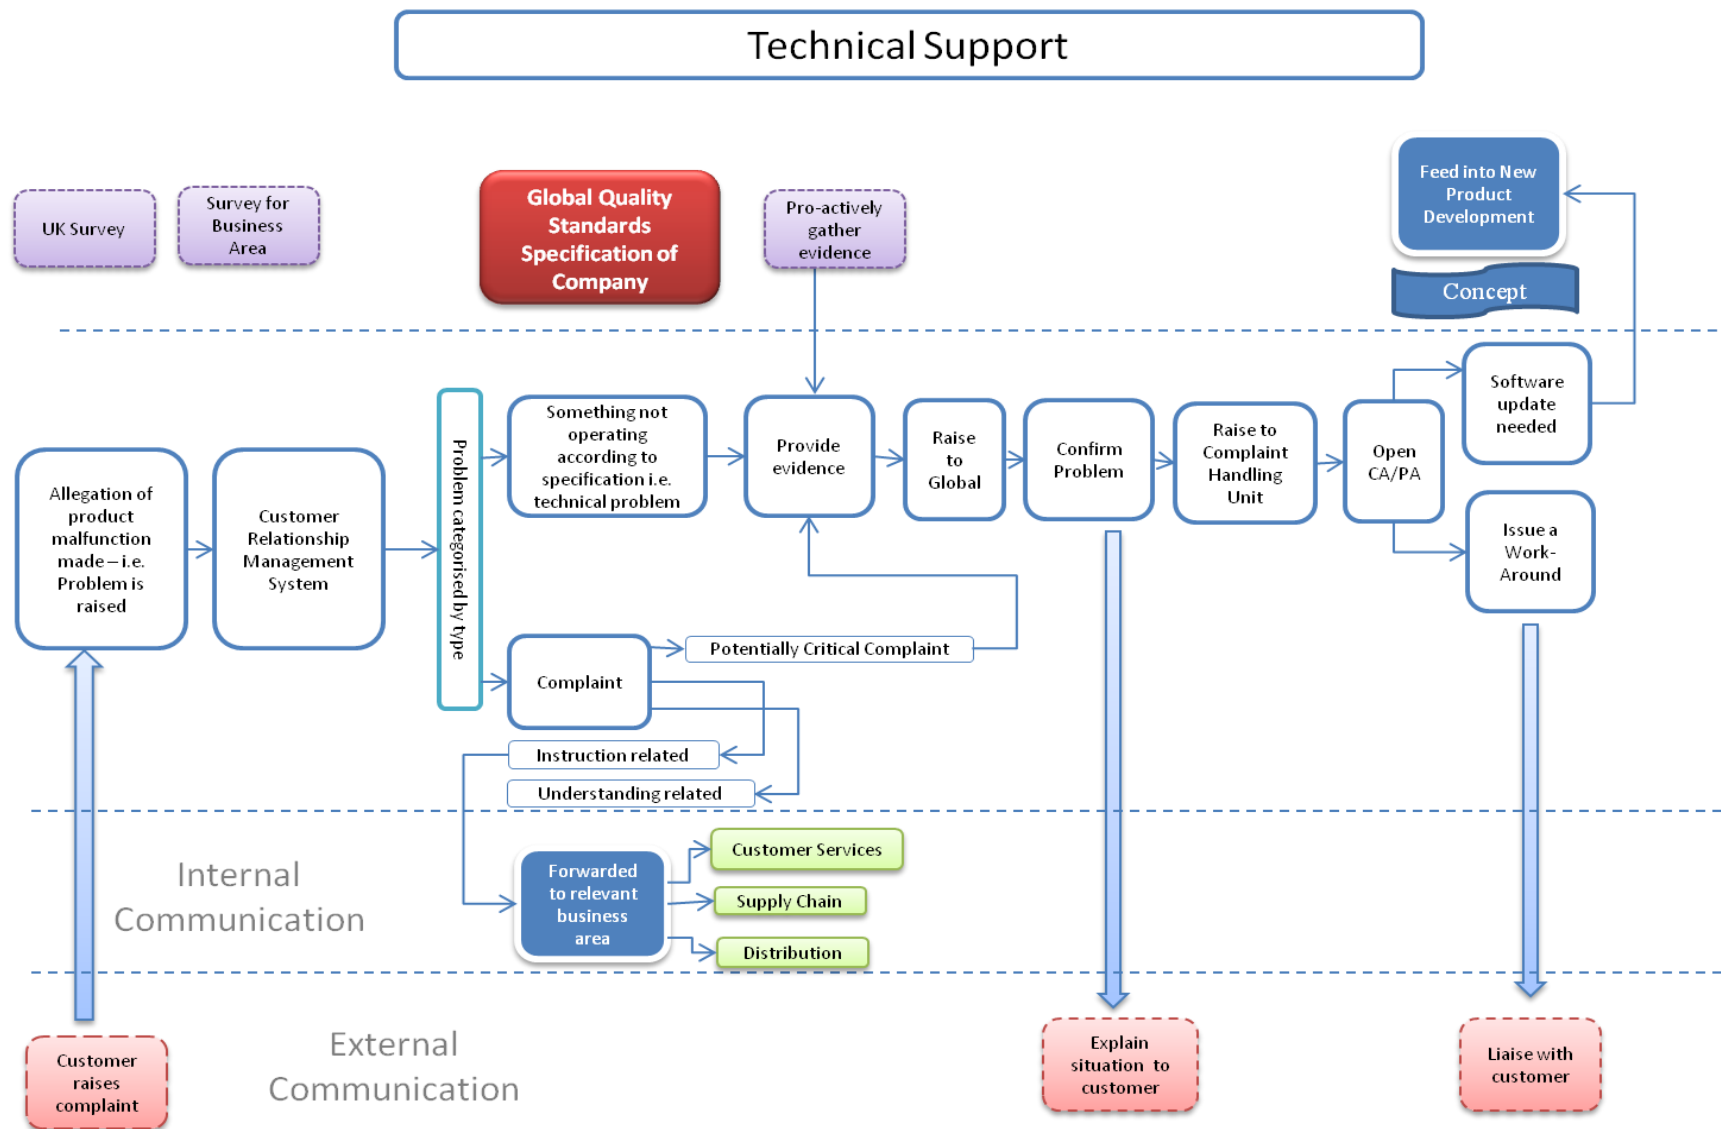 Technical Support
UK Survey
Survey for
Business
Area
Global Quality
Standards
Specification of
Company
Pro-actively
gather
evidence
Feed into New
Product
Development
Concept
Allegation of
product
malfunction
made – i.e.
Problem is
raised
Customer
Relationship
Management
System
Problem categorised by type
Something not
operating
according to
specification i.e.
technical problem
Provide
evidence
Raise
to
Global
Confirm
Problem
Raise to
Complaint
Handling
Unit
Open
CA/PA
Software
update
needed
Issue a
Work-
Around
Complaint
Potentially Critical Complaint
Instruction related
Understanding related
Internal
Communication
Forwarded
to relevant
business
area
Customer Services
Supply Chain
Distribution
External
Communication
Customer
raises
complaint
Explain
situation to
customer
Liaise with
customer